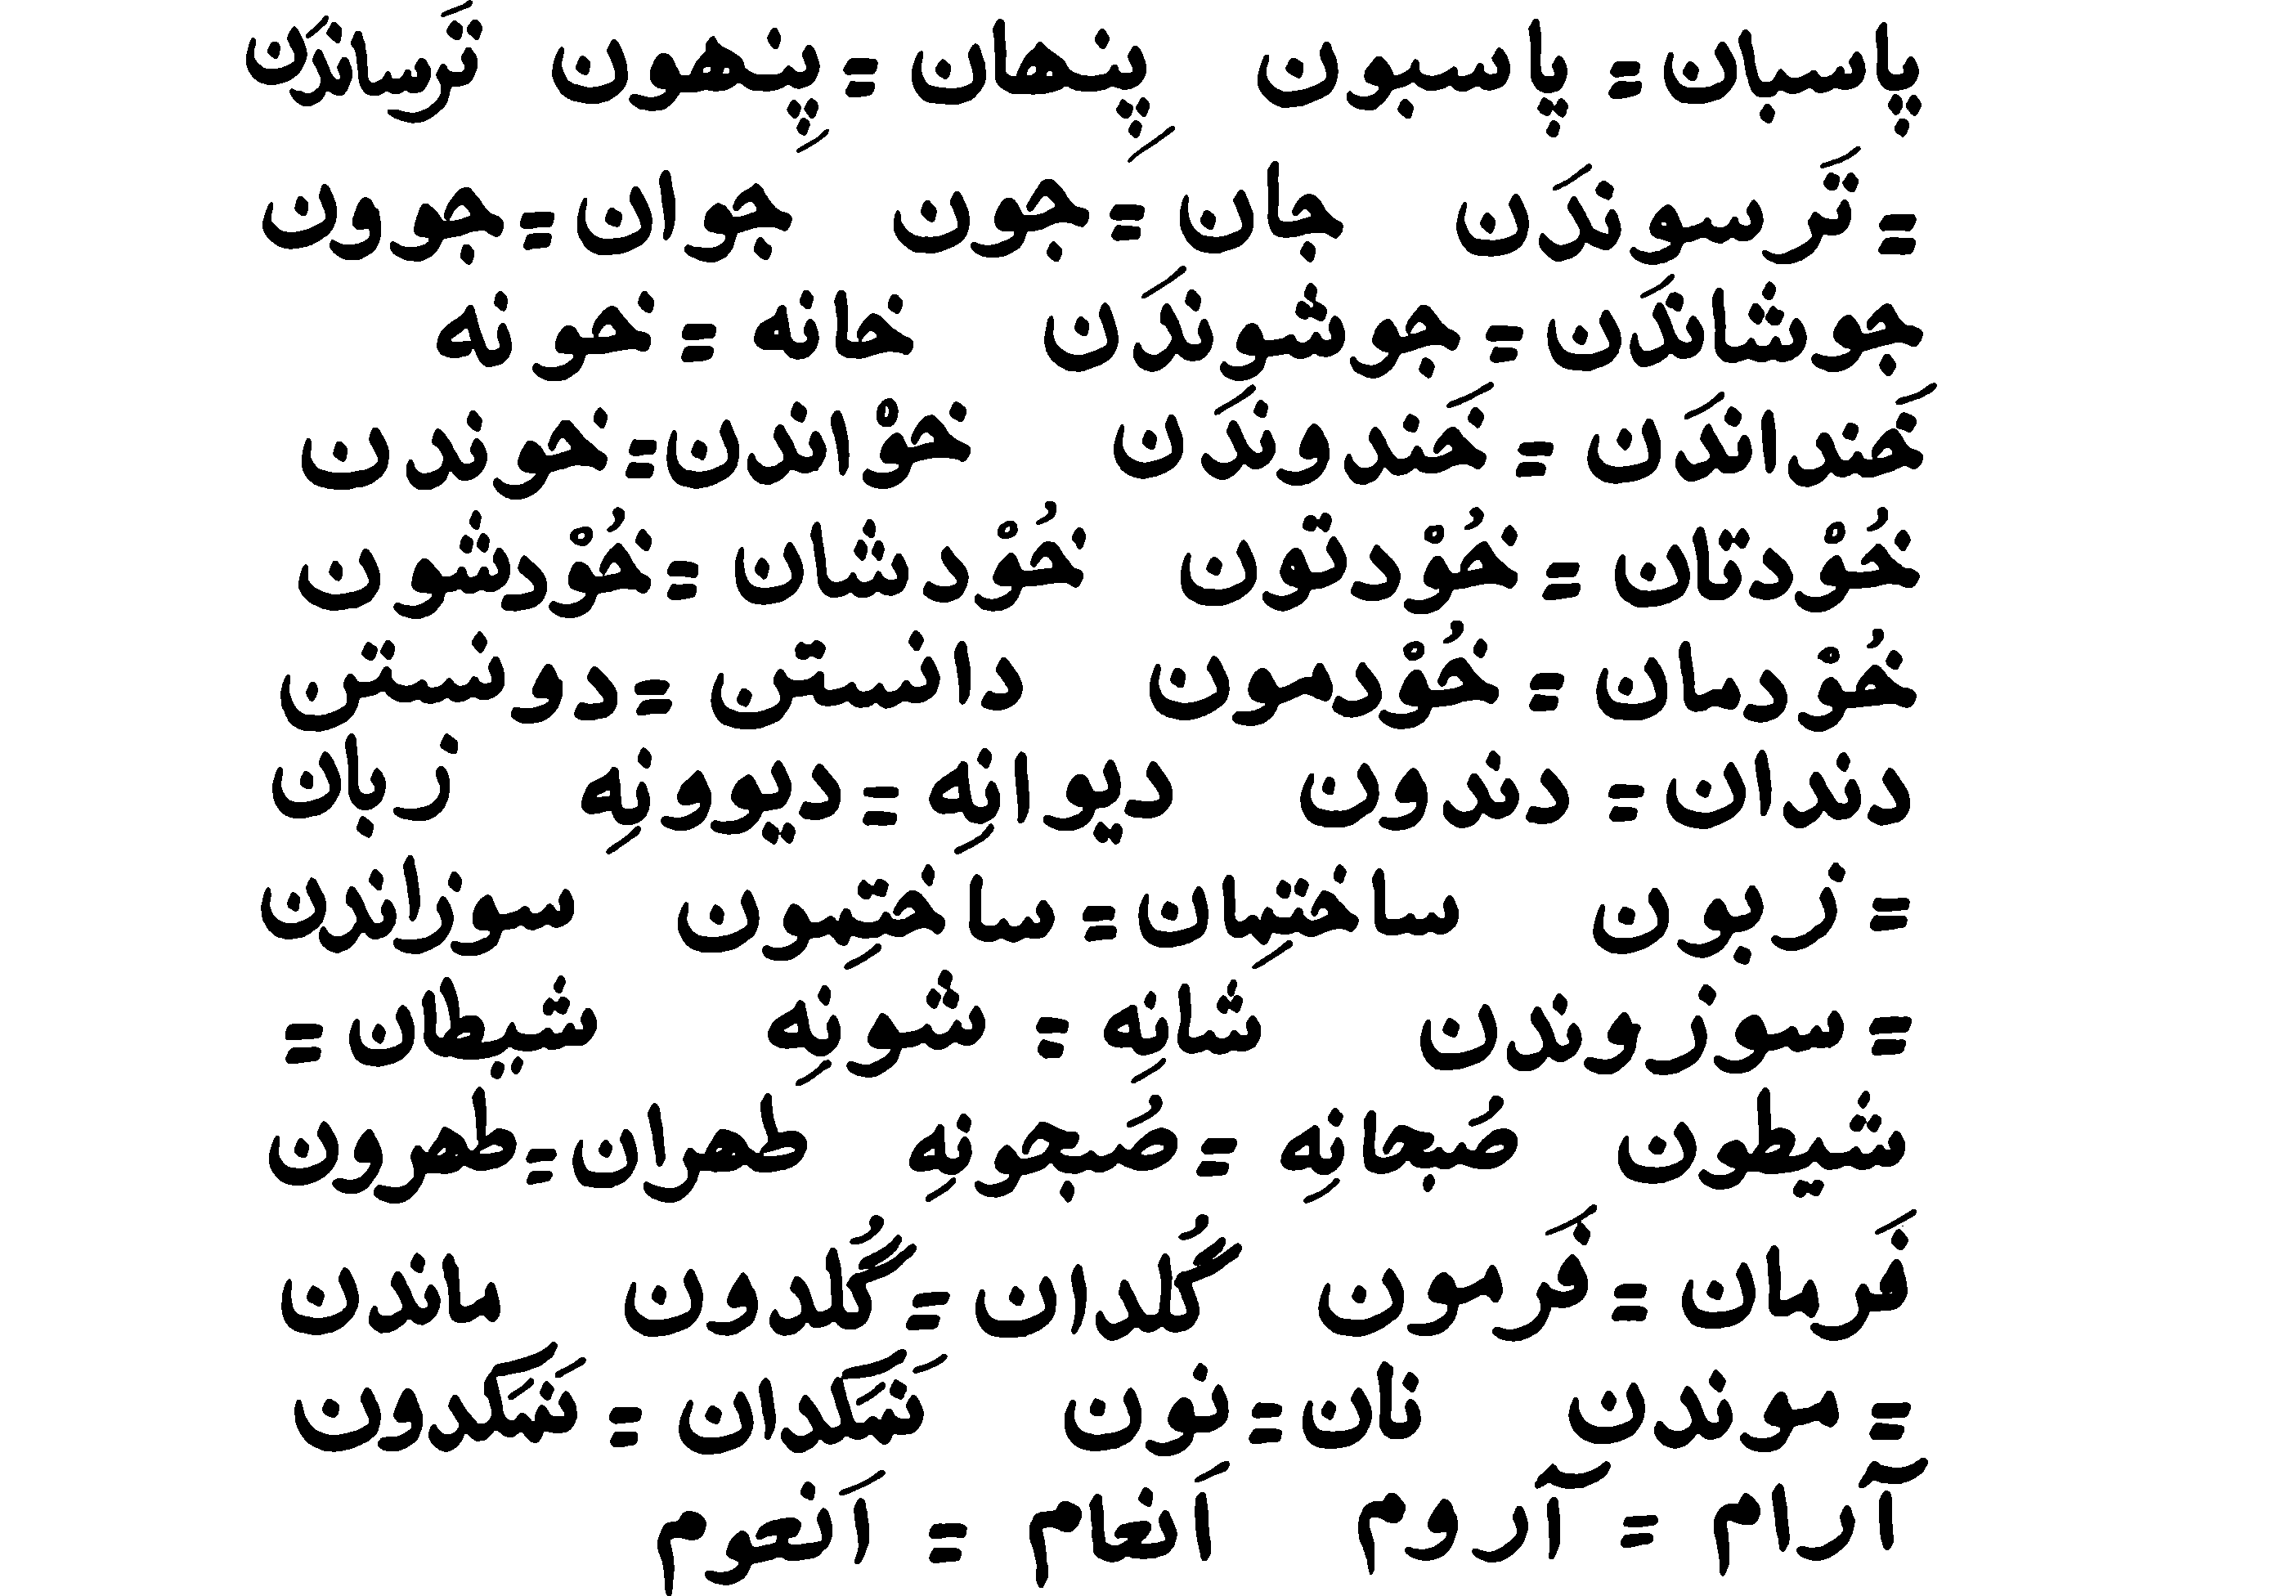 پاسبان = پاسبون پِنهان = پِنهون تَرساندَن
= تَرسوندَن جان = جون جوان = جوون
جوشاندَن = جوشوندَن خانه = خونه
خَنداندَن = خَندوندَن خوْاندن = خوندن
خُوْدتان = خُوْدتون خُوْدشان = خُوْدشون
خُوْدمان = خُوْدمون دانستن = دونستن
دندان = دندون دیوانِه = دیوونِه زبان
= زبون ساختِمان = ساختِمون سوزاندن
= سوزوندن شانِه = شونِه شیطان =
شیطون صُبحانِه = صُبحونِه طهران = طهرون
فَرمان = فَرمون گُلدان = گُلدون ماندن
= موندن نان = نون نَمَکدان = نَمَکدون
آرام = آروم اَنعام = اَنعوم